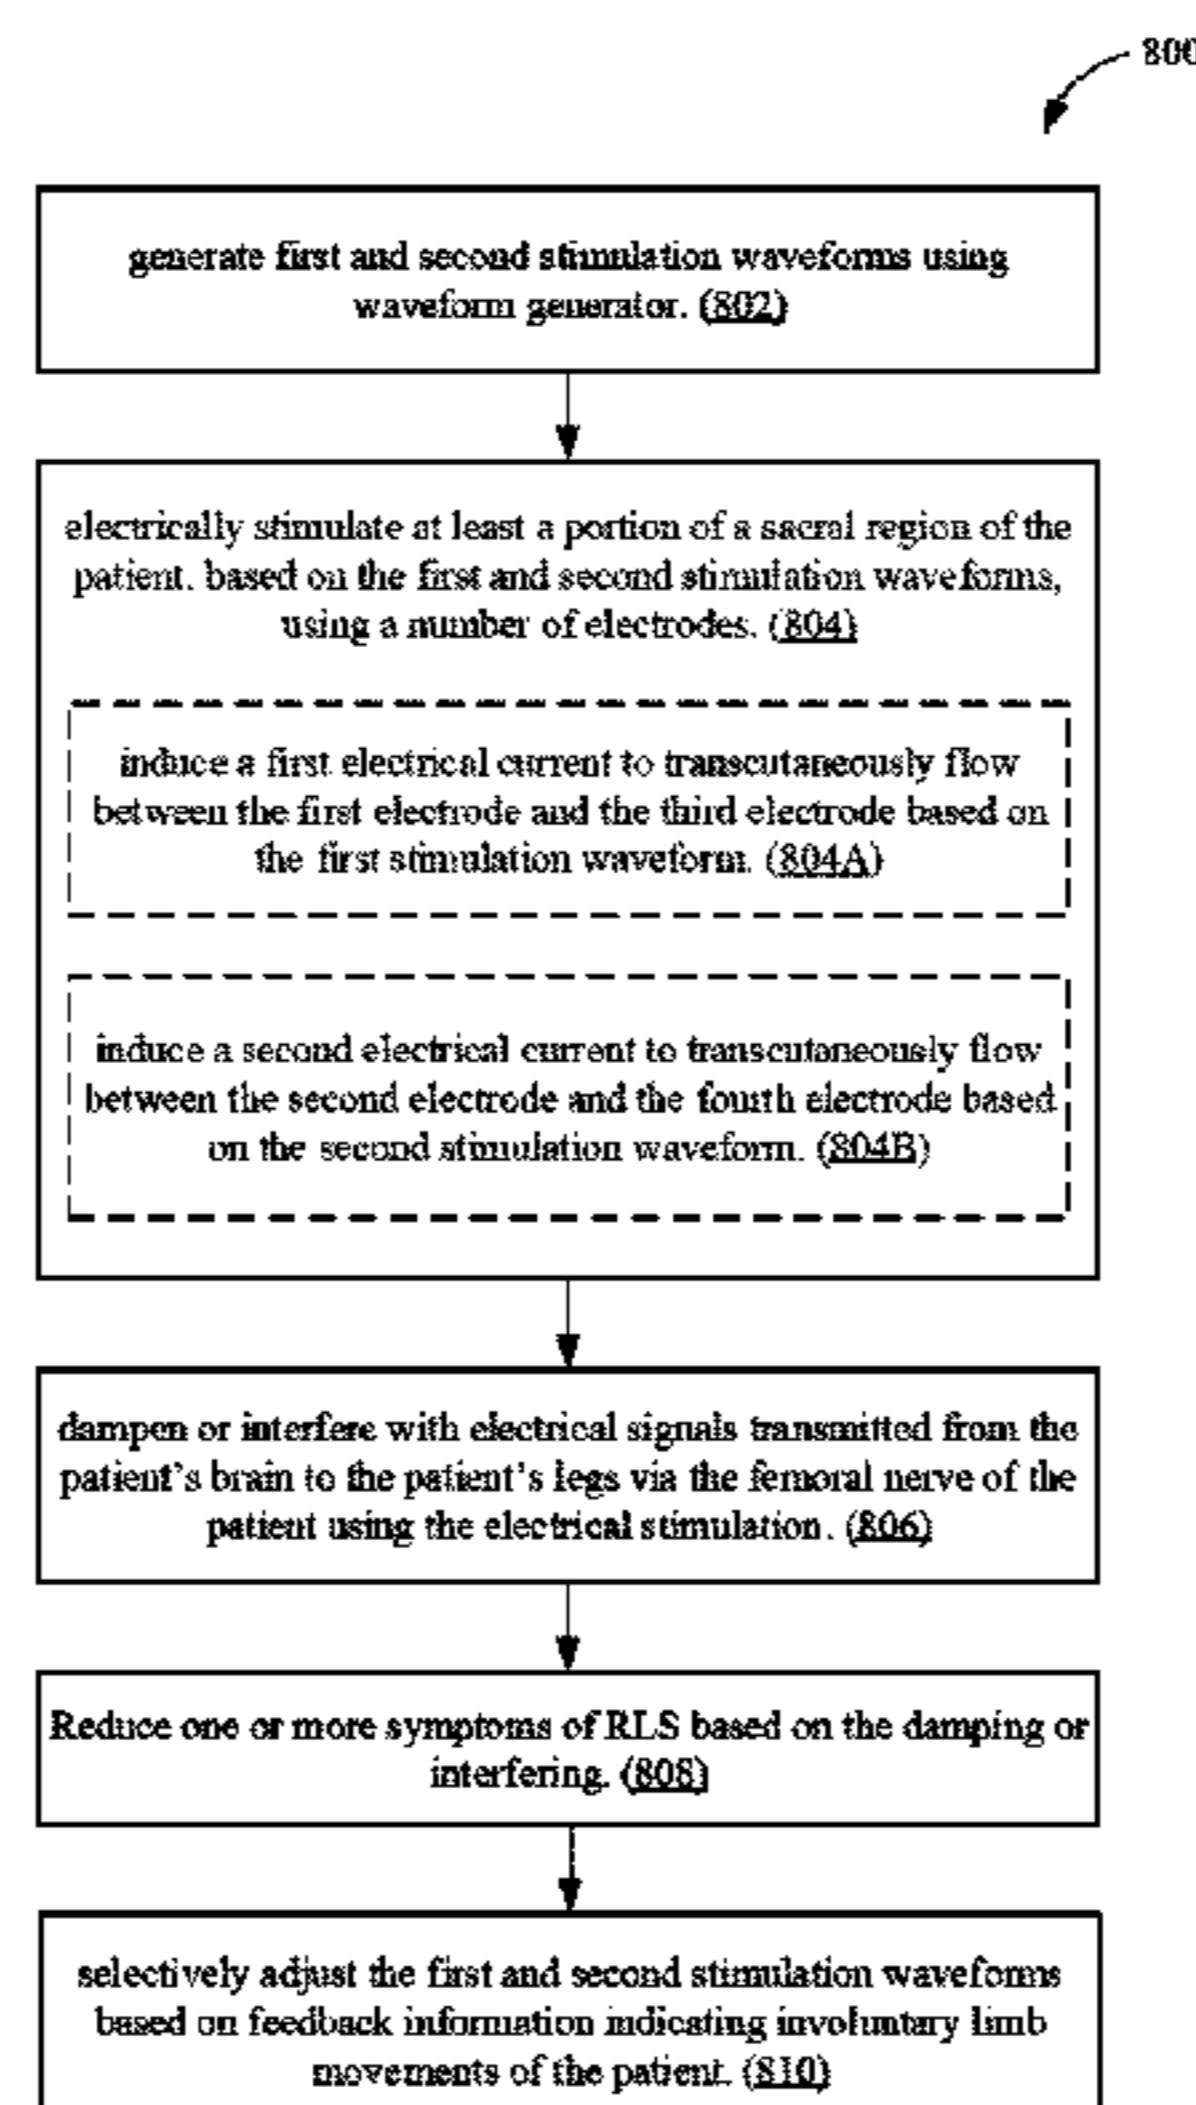 800
generate first and second stimulation waveforms using
waveform generator. (802)
electrically stimulate at least a portion of a sacral region of the
patient. based on the first and second stimulation waveforms,
using a number of electrodes. (804)
induce a first electrical current to transcutaneously flow
between the first electrode and the third electrode based on
the first stimulation waveform. (804A)
induce a second electrical current to transcutaneously flow
between the second electrode and the fourth electrode based
on the second stimulation waveform. (804B)
dampen or interfere with electrical signals transmitted from the
patient's brain to the patient's legs via the femoral nerve of the
patient using the electrical stimulation. (806)
Reduce one or more symptoms of RLS based on the damping or
interfering. (808)
selectively adjust the first and second stimulation waveforms
based on feedback information indicating involuntary limb
movements of the patient. (810)